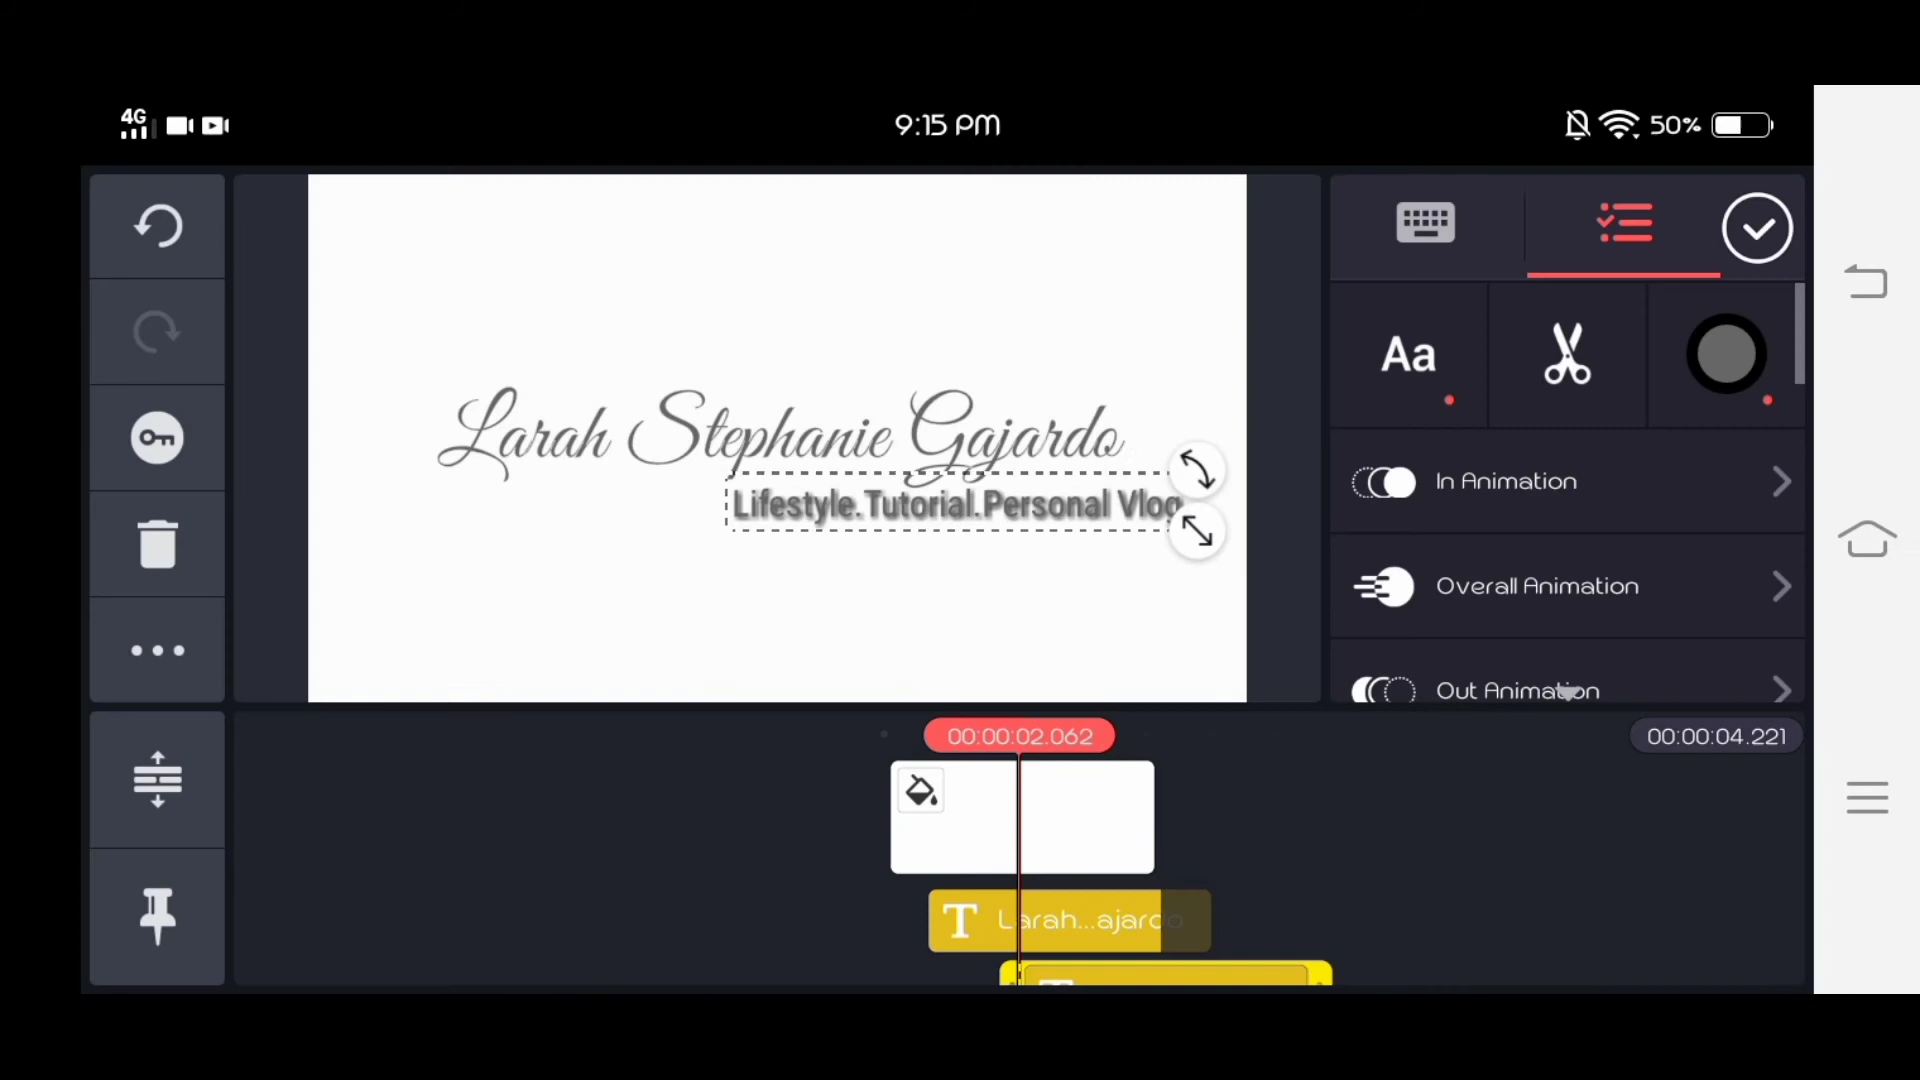 4G
9:15 PM
50%
Larah Stephanie Gajardo
Lifestyle.Tutorial.Personal Vlog
Aa
In Animation
Overall Animation
Out Animation
00:00:02.062
00:00:04.221
T Larah...ajardo